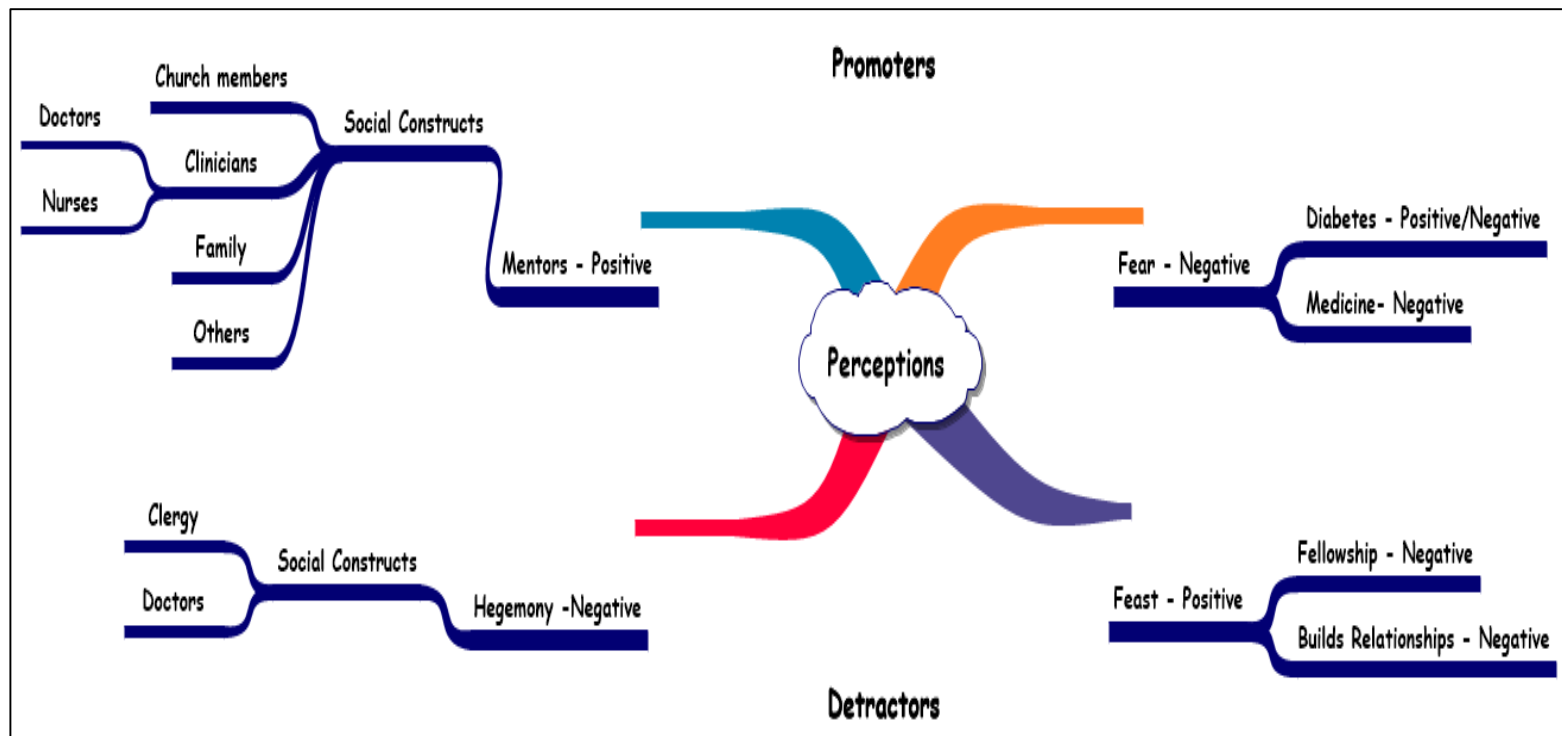 Promoters
Church members
Doctors
Social Constructs
Clinicians
Nurses
Family
Mentors - Positive
Others
Diabetes - Positive/Negative
Fear - Negative
Medicine- Negative
Perceptions
Clergy
Social Constructs
Doctors
Hegemony -Negative
Fellowship - Negative
Feast - Positive
Builds Relationships - Negative
Detractors